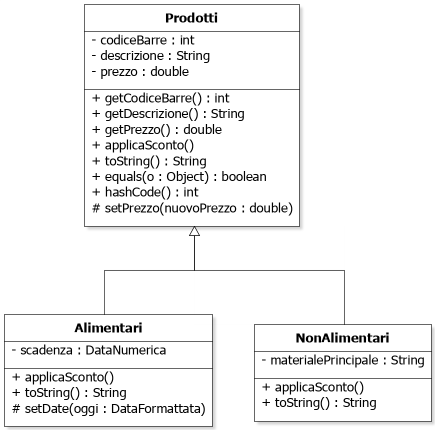 Prodotti
- codiceBarre : int
- descrizione : String
- prezzo : double
+ getCodiceBarre() : int
+ getDescrizione() : String
+ getPrezzo() : double
+ applicaSconto()
+ toString() : String
+ equals(o : Object) : boolean
+ hashCode() : int
# setPrezzo(nuovoPrezzo : double)
Alimentari
- scadenza : DataNumerica
+ applicaSconto()
+ toString() : String
# setDate(oggi : DataFormattata)
NonAlimentari
- materialePrincipale : String
+ applicaSconto()
+ toString() : String